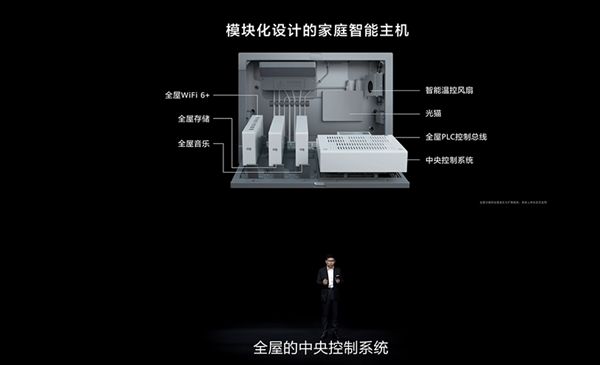 模块化设计的家庭智能主机
全屋WiFi 6+
全屋存储
全屋音乐
智能温控风扇
光猫
全屋PLC控制总线
中央控制系统
全屋的中央控制系统